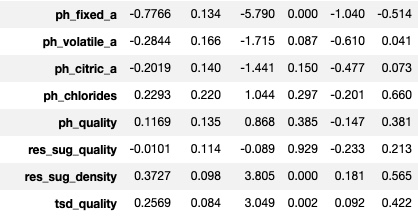 ph_fixed_a -0.7766 0.134 -5.790 0.000 -1.040 -0.514
ph_volatile_a -0.2844 0.166 -1.715 0.087 -0.610 0.041
ph_citric_a -0.2019 0.140 -1.441 0.150 -0.477 0.073
ph_chlorides 0.2293 0.220 1.044 0.297 -0.201 0.660
ph_quality 0.1169 0.135 0.868 0.385 -0.147 0.381
res_sug_quality -0.0101 0.114 -0.089 0.929 -0.233 0.213
res_sug_density 0.3727 0.098 3.805 0.000 0.181 0.565
tsd_quality 0.2569 0.084 3.049 0.002 0.092 0.422